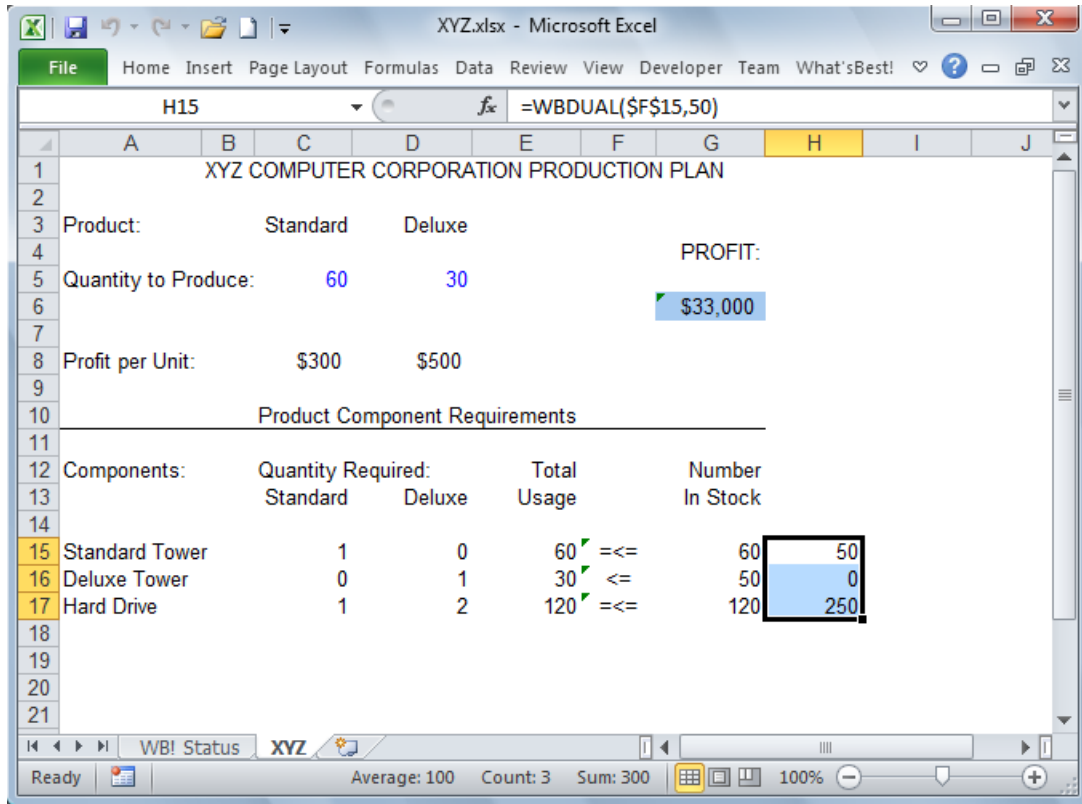 XYZ.xlsx - Microsoft Excel
File Home Insert Page Layout Formulas Data Review View Developer Team What'sBest!
H15 fx =WBDUAL($F$15,50)
A B C D E F G H I J
1 XYZ COMPUTER CORPORATION PRODUCTION PLAN
2
3 Product: Standard Deluxe
4 PROFIT:
5 Quantity to Produce: 60 30
6 $33,000
7
8 Profit per Unit: $300 $500
9
10 Product Component Requirements
11
12 Components: Quantity Required: Total Number
13 Standard Deluxe Usage In Stock
14
15 Standard Tower 1 0 60 =<= 60 50
16 Deluxe Tower 0 1 30 <= 50 0
17 Hard Drive 1 2 120 =<= 120 250
18
19
20
21
WB! Status XYZ
Ready Average: 100 Count: 3 Sum: 300 100%